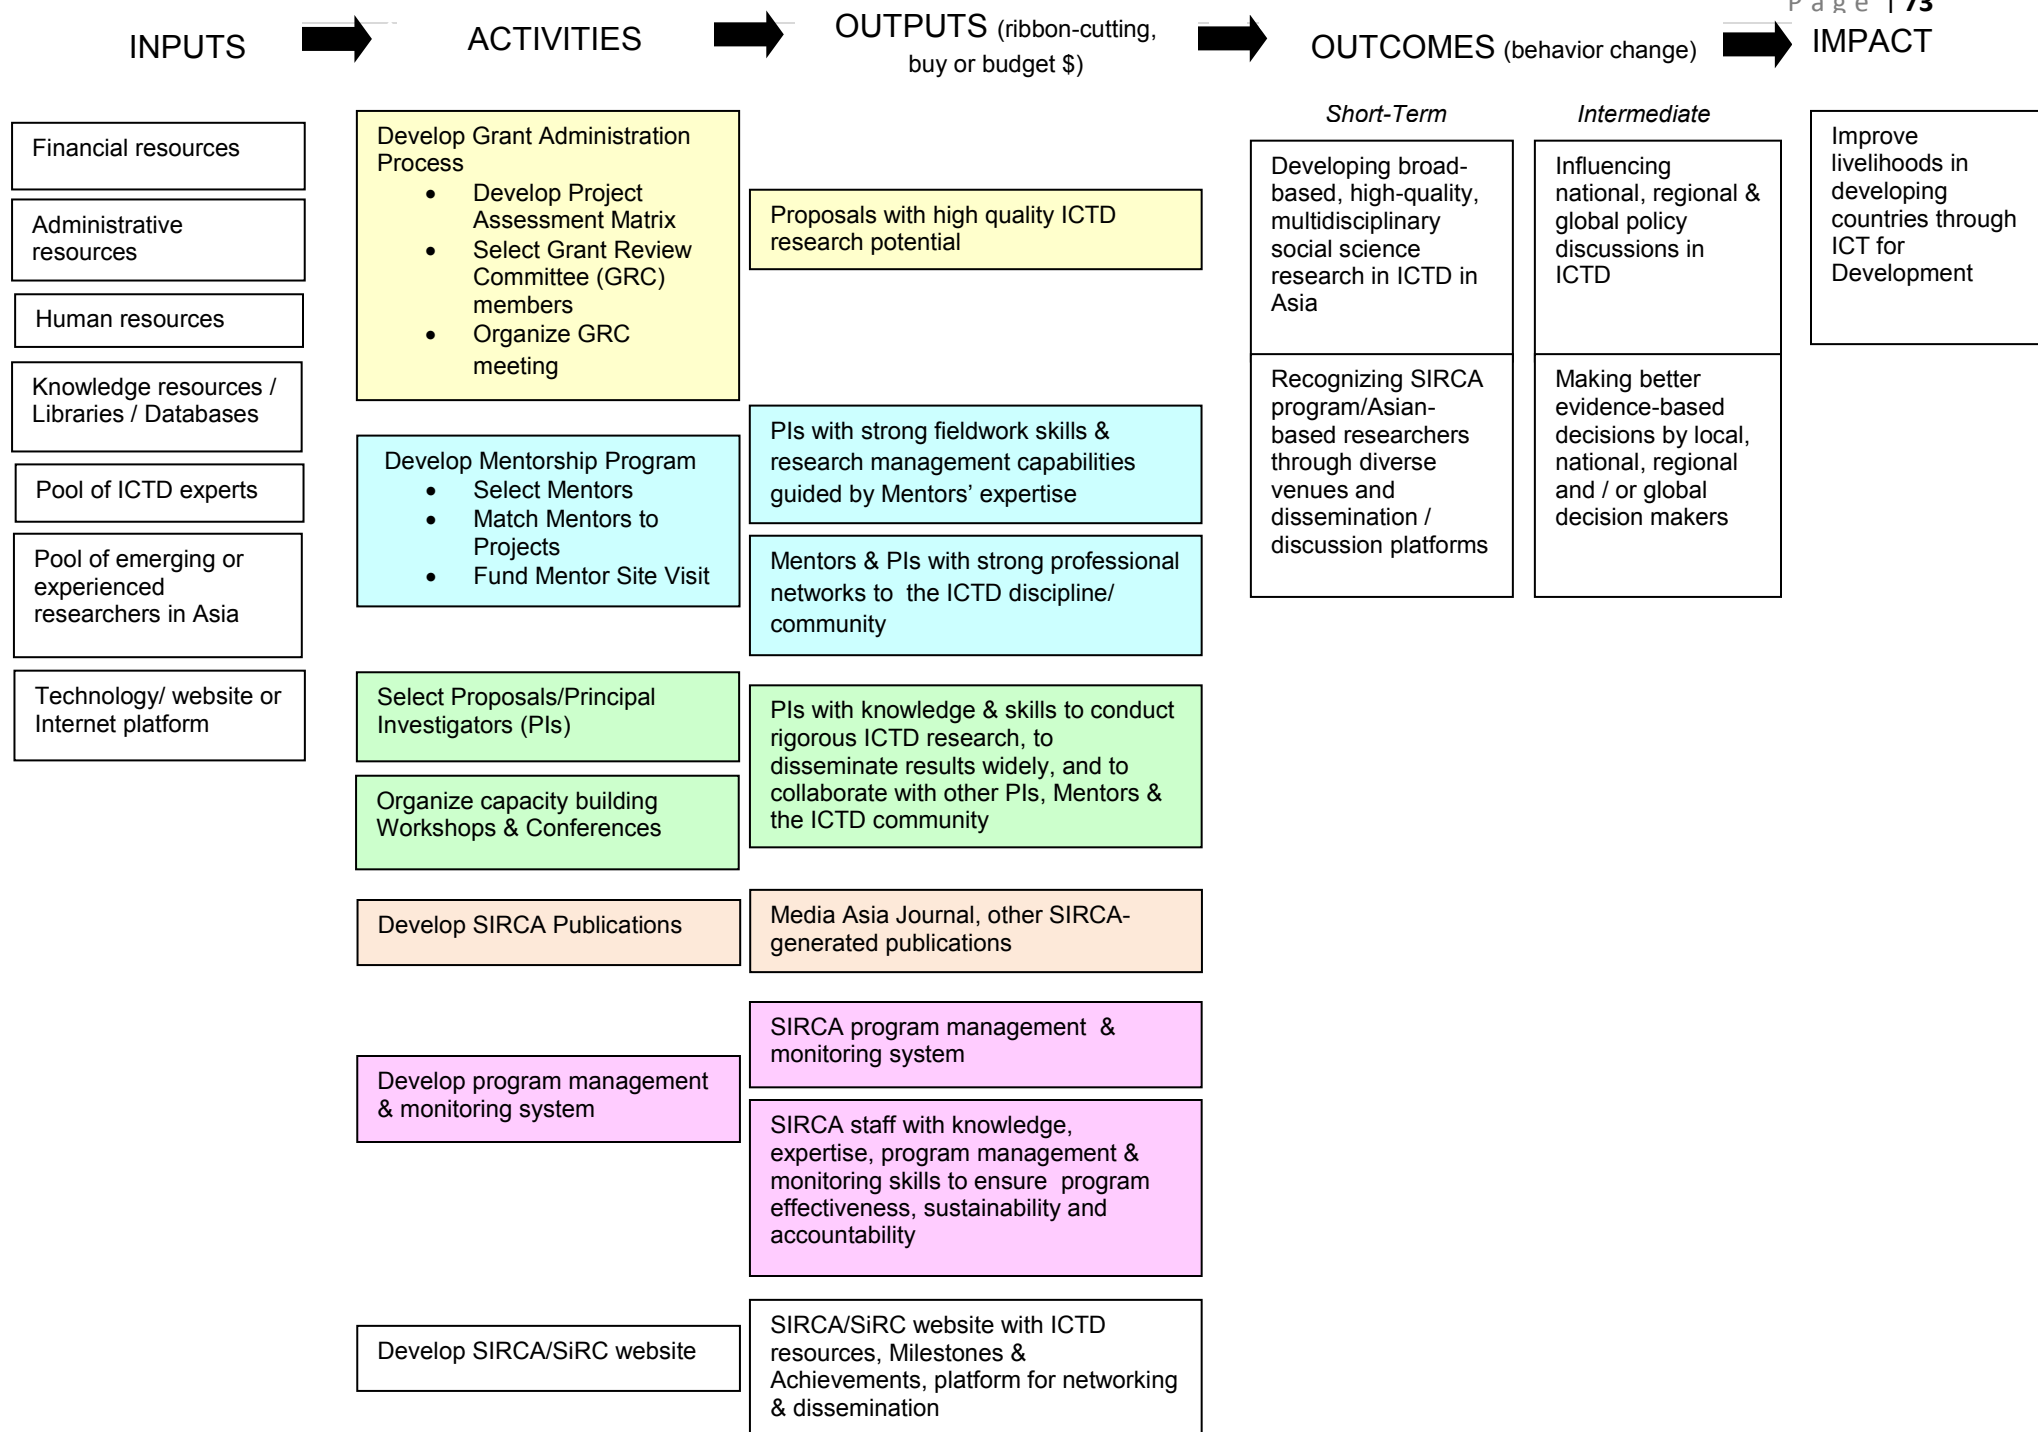 Page | 73
INPUTS
ACTIVITIES
OUTPUTS (ribbon-cutting,
buy or budget $)
OUTCOMES (behavior change)
IMPACT
Financial resources
Administrative
resources
Human resources
Knowledge resources /
Libraries / Databases
Pool of ICTD experts
Pool of emerging or
experienced
researchers in Asia
Technology/ website or
Internet platform
Develop Grant Administration
Process
• Develop Project
Assessment Matrix
• Select Grant Review
Committee (GRC)
members
• Organize GRC
meeting
Develop Mentorship Program
• Select Mentors
• Match Mentors to
Projects
• Fund Mentor Site Visit
Select Proposals/Principal
Investigators (PIs)
Organize capacity building
Workshops & Conferences
Develop SIRCA Publications
Develop program management
& monitoring system
Develop SIRCA/SiRC website
Proposals with high quality ICTD
research potential
PIs with strong fieldwork skills &
research management capabilities
guided by Mentors’ expertise
Mentors & PIs with strong professional
networks to the ICTD discipline/
community
PIs with knowledge & skills to conduct
rigorous ICTD research, to
disseminate results widely, and to
collaborate with other PIs, Mentors &
the ICTD community
Media Asia Journal, other SIRCA-
generated publications
SIRCA program management &
monitoring system
SIRCA staff with knowledge,
expertise, program management &
monitoring skills to ensure program
effectiveness, sustainability and
accountability
SIRCA/SiRC website with ICTD
resources, Milestones &
Achievements, platform for networking
& dissemination
Short-Term
Developing broad-
based, high-quality,
multidisciplinary
social science
research in ICTD in
Asia
Recognizing SIRCA
program/Asian-
based researchers
through diverse
venues and
dissemination /
discussion platforms
Intermediate
Influencing
national, regional &
global policy
discussions in
ICTD
Making better
evidence-based
decisions by local,
national, regional
and / or global
decision makers
Improve
livelihoods in
developing
countries through
ICT for
Development